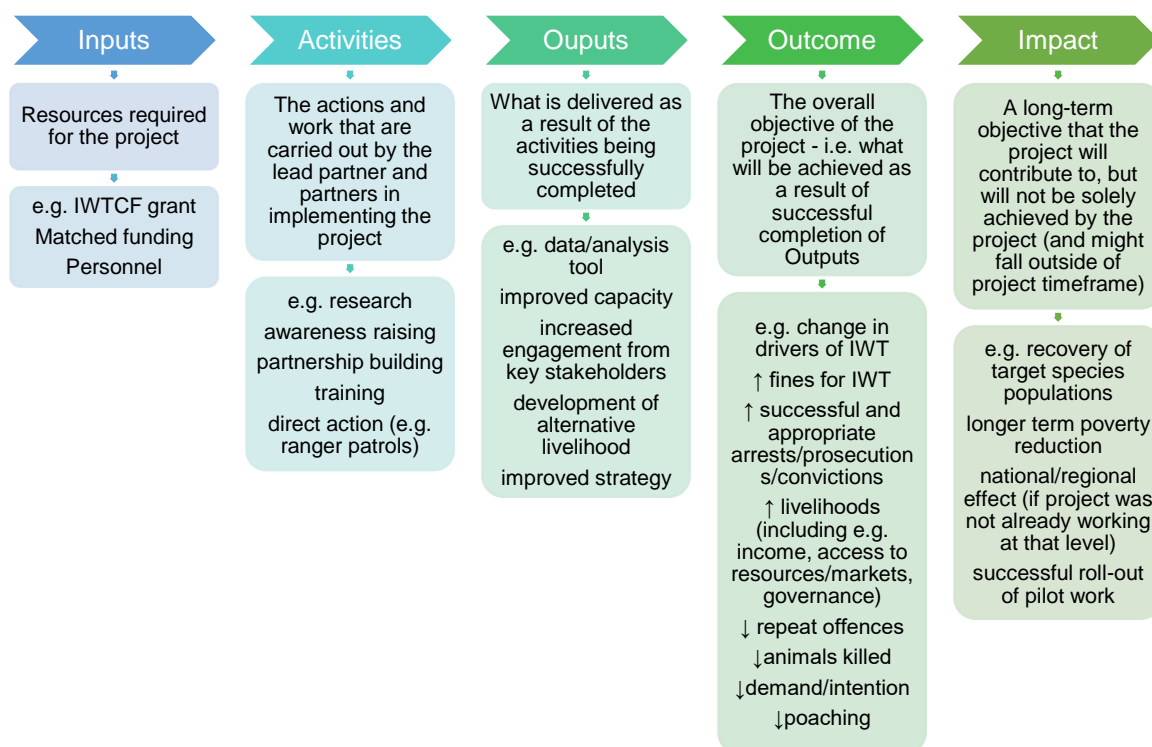 Inputs
Activities
Ouputs
Outcome
Impact
Resources required
for the project
e.g. IWTCF grant
Matched funding
Personnel
The actions and
work that are
carried out by the
lead partner and
partners in
implementing the
project
e.g. research
awareness raising
partnership building
training
direct action (e.g.
ranger patrols)
What is delivered as
a result of the
activities being
successfully
completed
e.g. data/analysis
tool
improved capacity
increased
engagement from
key stakeholders
development of
alternative
livelihood
improved strategy
The overall
objective of the
project - i.e. what
will be achieved as
a result of
successful
completion of
Outputs
e.g. change in
drivers of IWT
↑ fines for IWT
↑ successful and
appropriate
arrests/prosecution
s/convictions
↑ livelihoods
(including e.g.
income, access to
resources/markets,
governance)
↓ repeat offences
↓animals killed
↓demand/intention
↓poaching
A long-term
objective that the
project will
contribute to, but
will not be solely
achieved by the
project (and might
fall outside of
project timeframe)
e.g. recovery of
target species
populations
longer term poverty
reduction
national/regional
effect (if project was
not already working
at that level)
successful roll-out
of pilot work